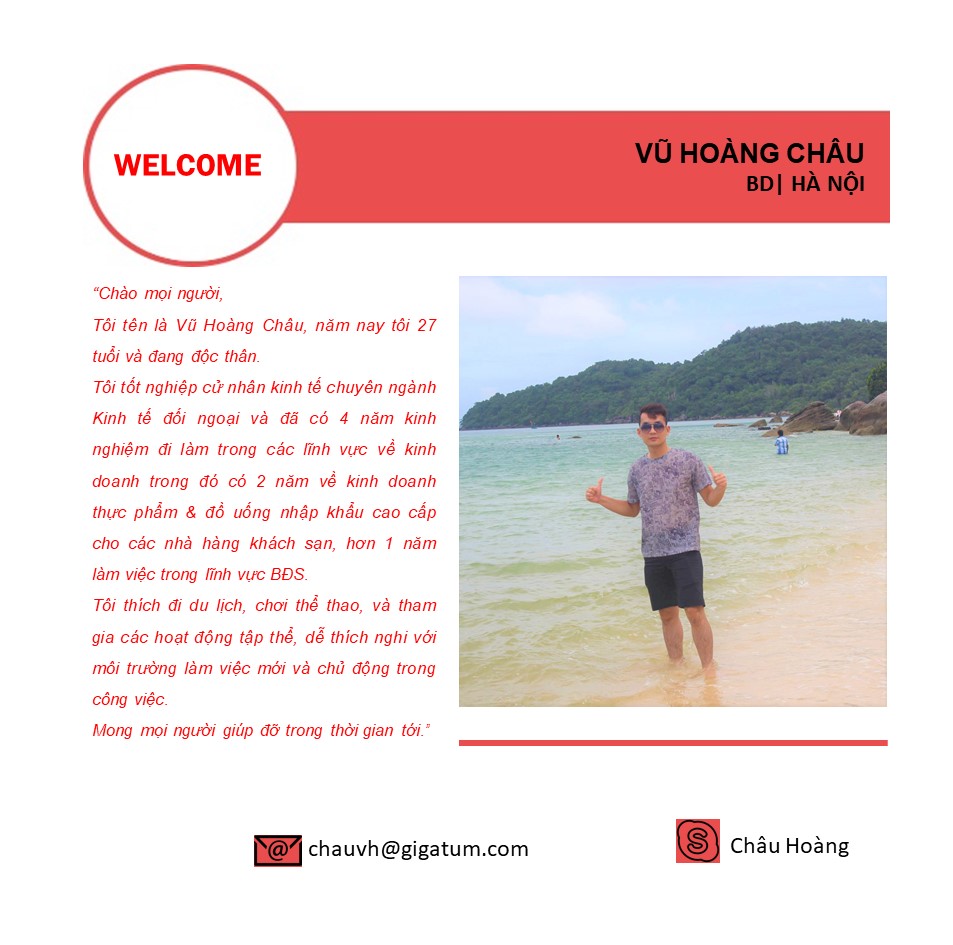 WELCOME
VŨ HOÀNG CHÂU
BD| HÀ NỘI
“Chào mọi người,
Tôi tên là Vũ Hoàng Châu, năm nay tôi 27
tuổi và đang độc thân.
Tôi tốt nghiệp cử nhân kinh tế chuyên ngành
Kinh tế đối ngoại và đã có 4 năm kinh
nghiệm đi làm trong các lĩnh vực về kinh
doanh trong đó có 2 năm về kinh doanh
thực phẩm & đồ uống nhập khẩu cao cấp
cho các nhà hàng khách sạn, hơn 1 năm
làm việc trong lĩnh vực BĐS.
Tôi thích đi du lịch, chơi thể thao, và tham
gia các hoạt động tập thể, dễ thích nghi với
môi trường làm việc mới và chủ động trong
công việc.
Mong mọi người giúp đỡ trong thời gian tới.”
chauvh@gigatum.com
Châu Hoàng